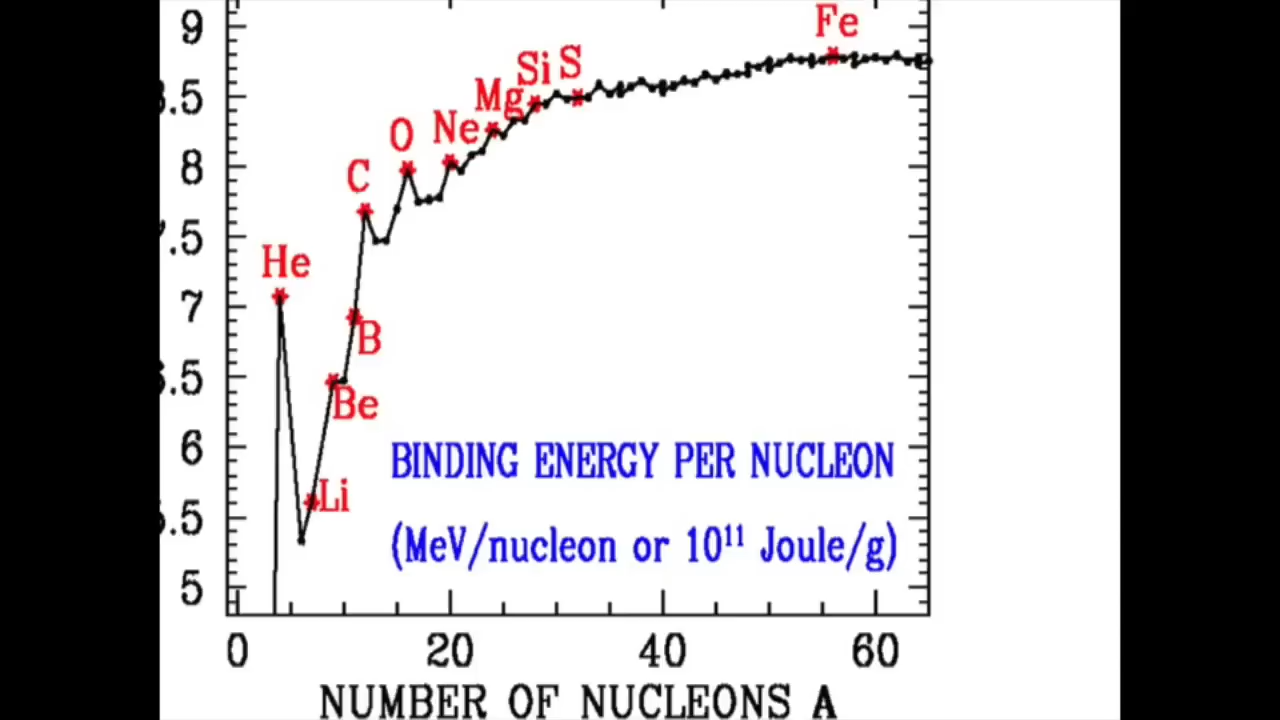 9
Fe
.5
Si S
Mg
O Ne
8
C
.5
He
7
B
.5
Be
6
BINDING ENERGY PER NUCLEON
Li
.5
(MeV/nucleon or 10¹¹ Joule/g)
5
0 20 40 60
NUMBER OF NUCLEONS A